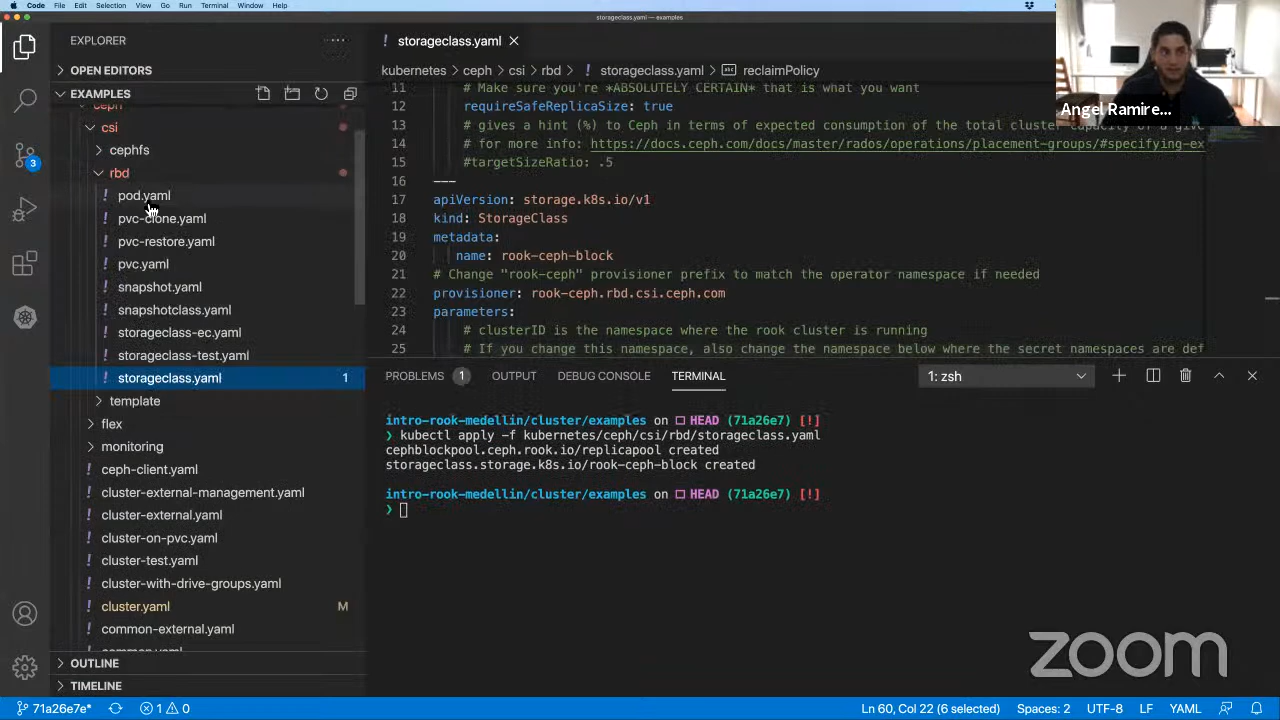 Code File Edit Selection View Go Run Terminal Window Help
storageclass.yaml — examples
EXPLORER
storageclass.yaml
OPEN EDITORS
kubernetes > ceph > csi > rbd > ! storageclass.yaml > reclaimPolicy
EXAMPLES
ceph
csi
cephfs
rbd
! pod.yaml
! pvc-clone.yaml
! pvc-restore.yaml
! pvc.yaml
! snapshot.yaml
! snapshotclass.yaml
! storageclass-ec.yaml
! storageclass-test.yaml
! storageclass.yaml 1
template
flex
monitoring
! ceph-client.yaml
! cluster-external-management.yaml
! cluster-external.yaml
! cluster-on-pvc.yaml
! cluster-test.yaml
! cluster-with-drive-groups.yaml
! cluster.yaml M
! common-external.yaml
common.yaml
OUTLINE
TIMELINE
3
11 # Make sure you're *ABSOLUTELY CERTAIN* that is what you want
12 requireSafeReplicaSize: true
13 # gives a hint (%) to Ceph in terms of expected consumption of the total cluster capacity of a give
14 # for more info: https://docs.ceph.com/docs/master/rados/operations/placement-groups/#specifying-ex
15 #targetSizeRatio: .5
16 ---
17 apiVersion: storage.k8s.io/v1
18 kind: StorageClass
19 metadata:
20 name: rook-ceph-block
21 # Change "rook-ceph" provisioner prefix to match the operator namespace if needed
22 provisioner: rook-ceph.rbd.csi.ceph.com
23 parameters:
24 # clusterID is the namespace where the rook cluster is running
25 # If you change this namespace, also change the namespace below where the secret namespaces are def
Angel Ramire...
PROBLEMS 1 OUTPUT DEBUG CONSOLE TERMINAL 1: zsh
intro-rook-medellin/cluster/examples on HEAD (71a26e7) [!]
❯ kubectl apply -f kubernetes/ceph/csi/rbd/storageclass.yaml
cephblockpool.ceph.rook.io/replicapool created
storageclass.storage.k8s.io/rook-ceph-block created
intro-rook-medellin/cluster/examples on HEAD (71a26e7) [!]
❯
zoom
71a26e7e* 1 0 Ln 60, Col 22 (6 selected) Spaces: 2 UTF-8 LF YAML